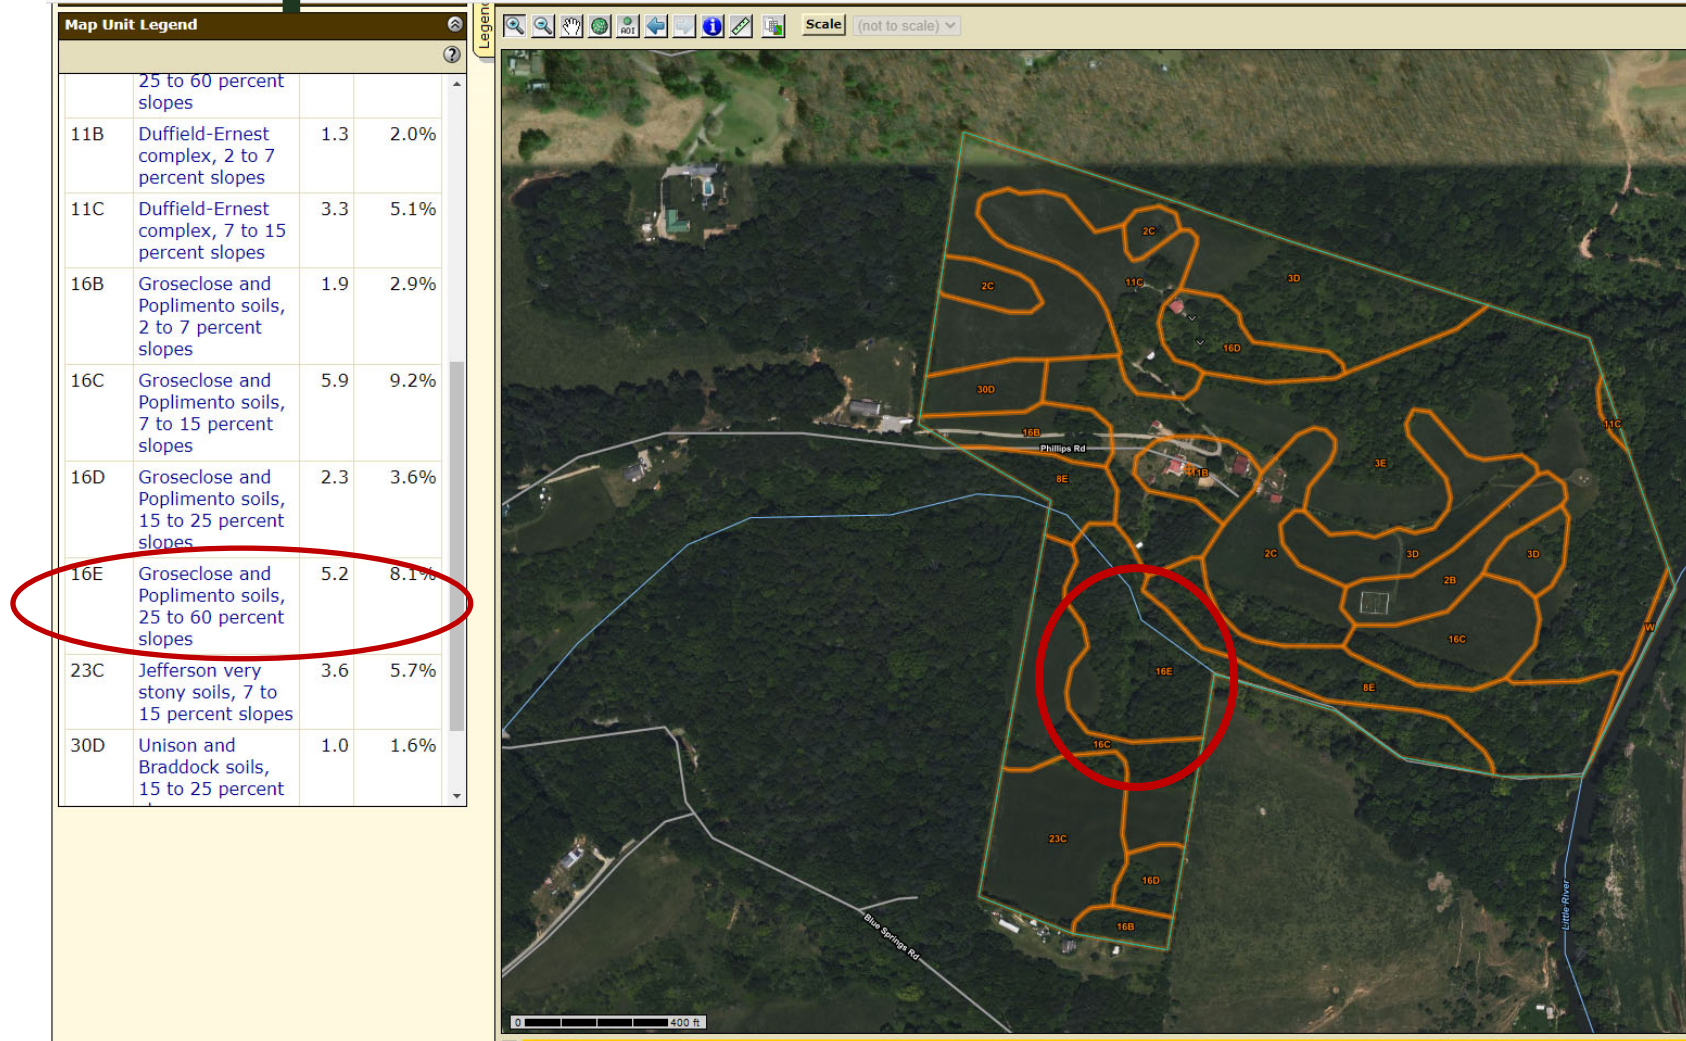 Map Unit Legend
25 to 60 percent
slopes
11B Duffield-Ernest 1.3 2.0%
complex, 2 to 7
percent slopes
11C Duffield-Ernest 3.3 5.1%
complex, 7 to 15
percent slopes
16B Groseclose and 1.9 2.9%
Poplimento soils,
2 to 7 percent
slopes
16C Groseclose and 5.9 9.2%
Poplimento soils,
7 to 15 percent
slopes
16D Groseclose and 2.3 3.6%
Poplimento soils,
15 to 25 percent
slopes
16E Groseclose and 5.2 8.1%
Poplimento soils,
25 to 60 percent
slopes
23C Jefferson very 3.6 5.7%
stony soils, 7 to
15 percent slopes
30D Unison and 1.0 1.6%
Braddock soils,
15 to 25 percent
Legend
AOI
Scale (not to scale)
2C
2C
11C
3D
16D
30D
16B
Phillips Rd
8E
11B
3E
11C
2C
3D
3D
2B
16C
W
16E
8E
16C
23C
16D
16B
Blue Springs Rd
Little River
0 400 ft